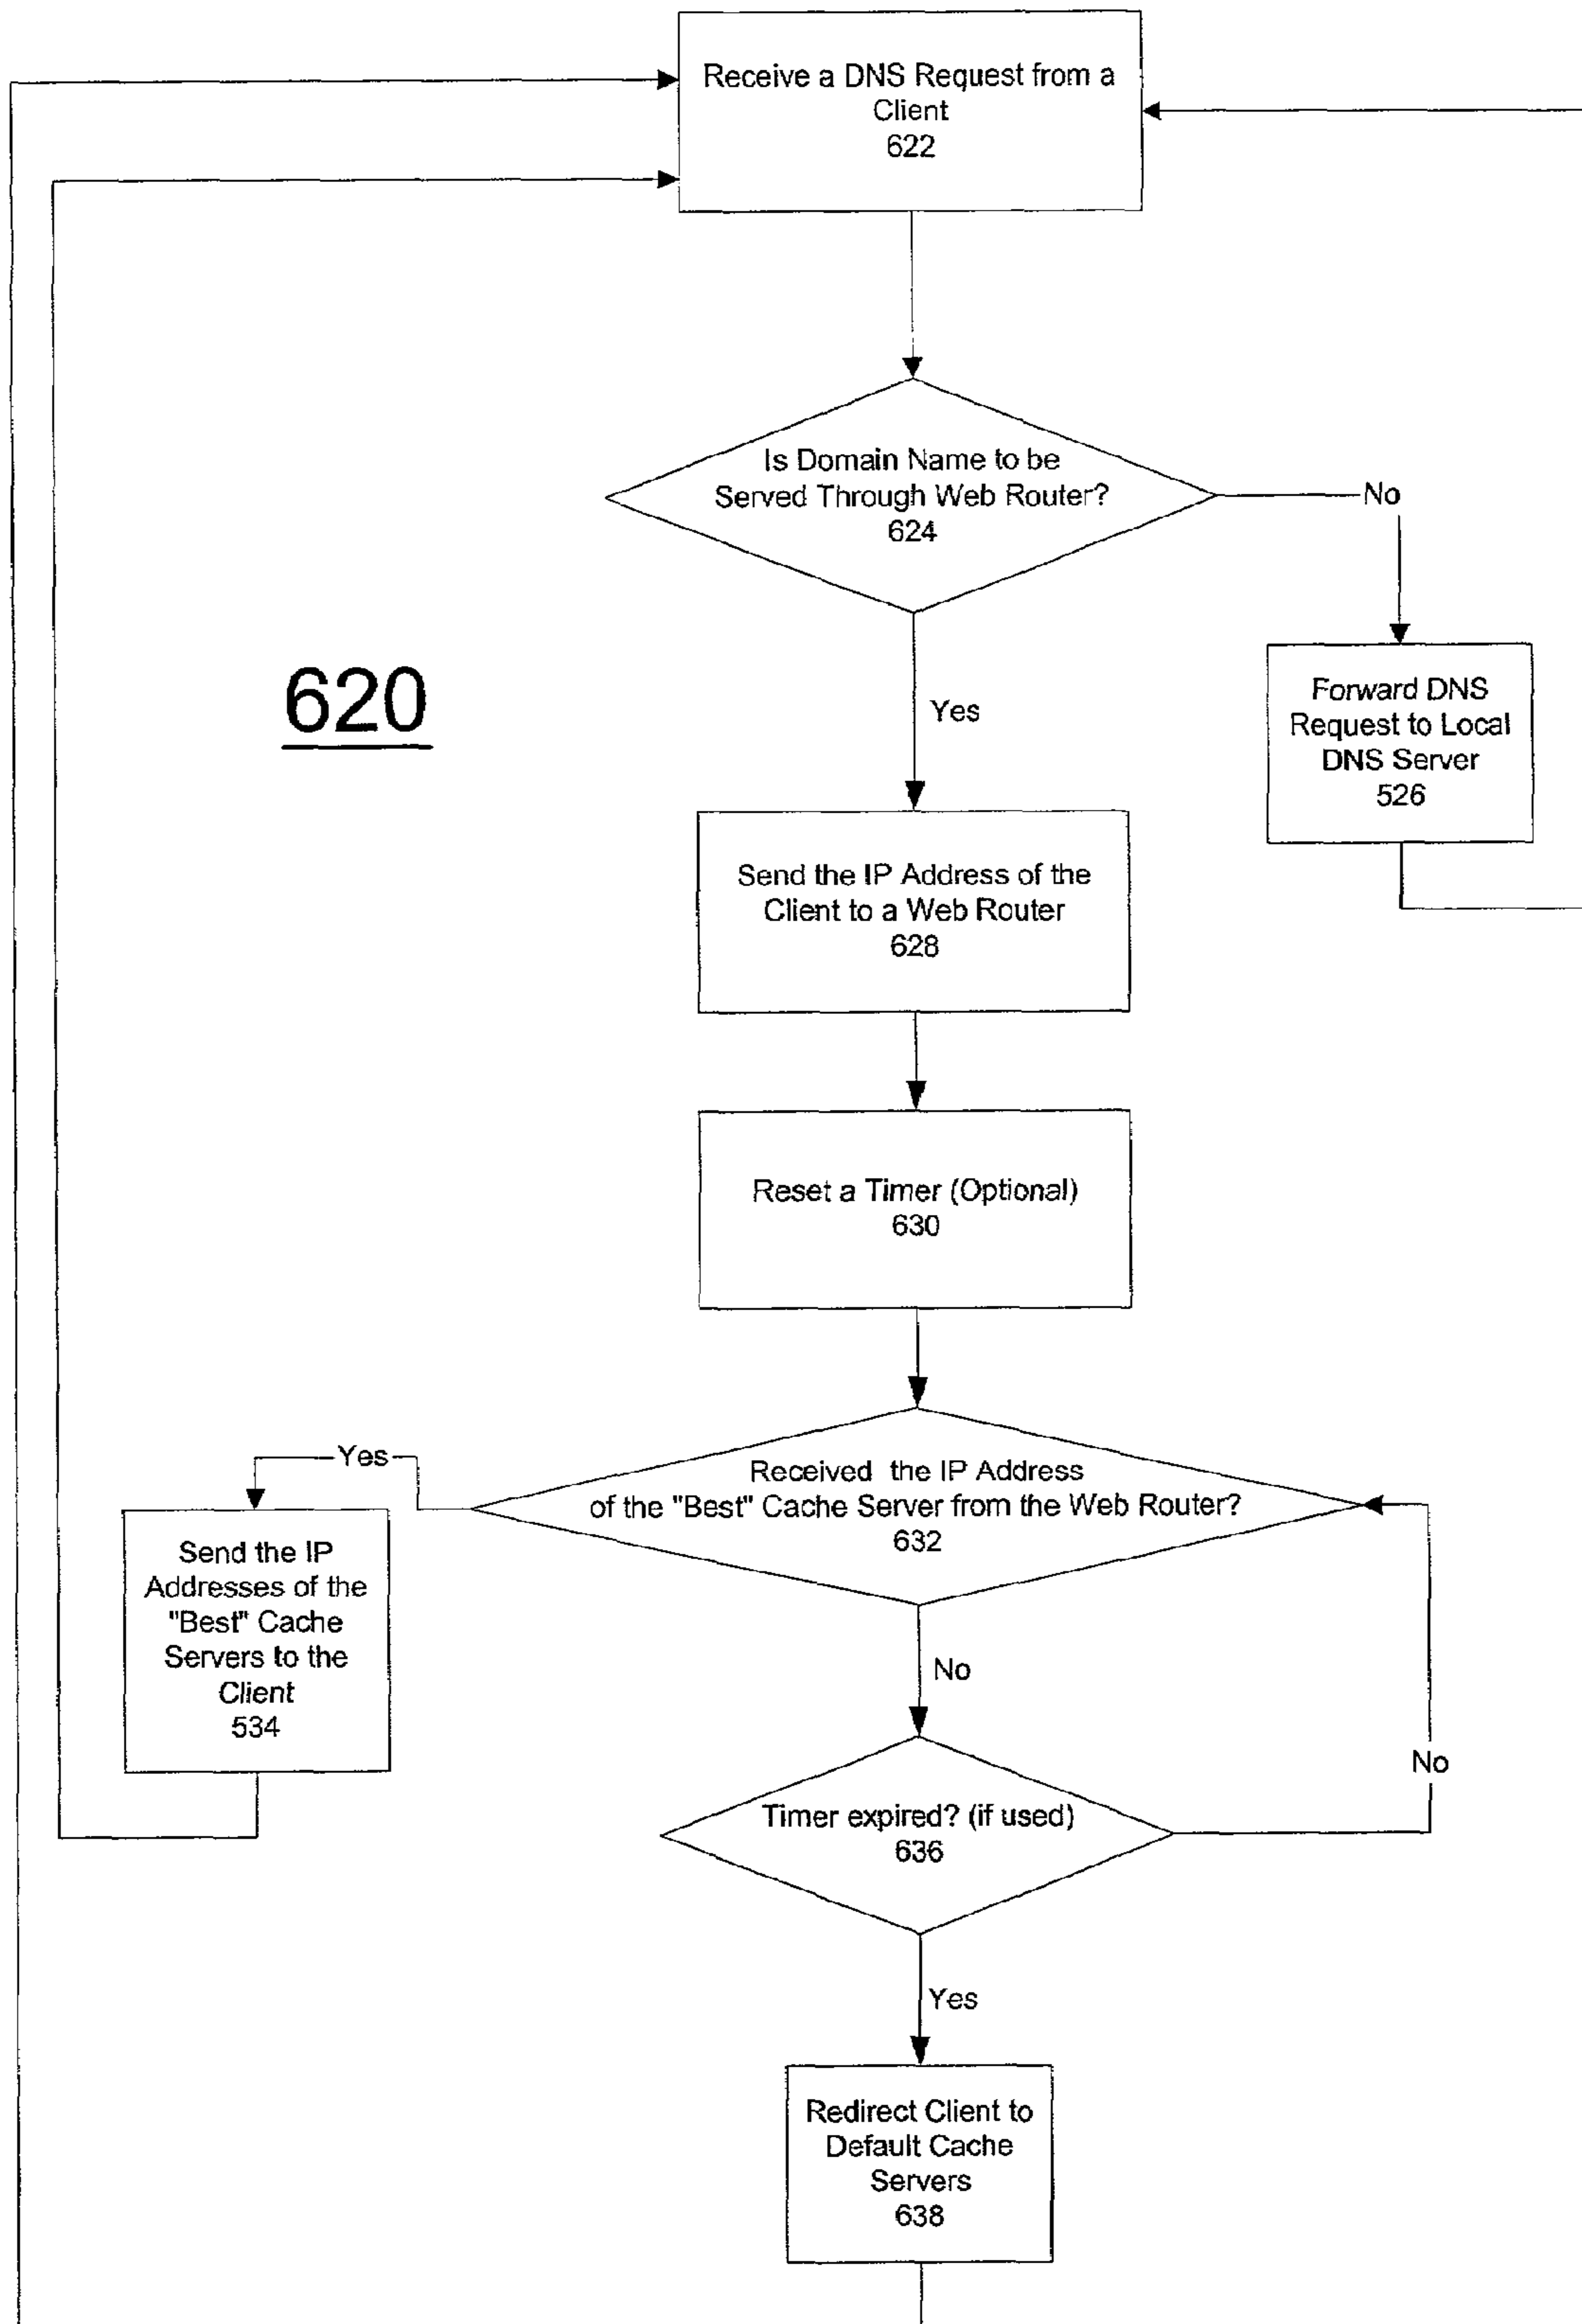 Receive a DNS Request from a
Client
622
Is Domain Name to be
Served Through Web Router?
624
No
Forward DNS
Request to Local
DNS Server
526
620
Yes
Send the IP Address of the
Client to a Web Router
628
Reset a Timer (Optional)
630
Received the IP Address
of the "Best" Cache Server from the Web Router?
632
Yes
Send the IP
Addresses of the
"Best" Cache
Servers to the
Client
534
No
Timer expired? (if used)
636
No
Yes
Redirect Client to
Default Cache
Servers
638